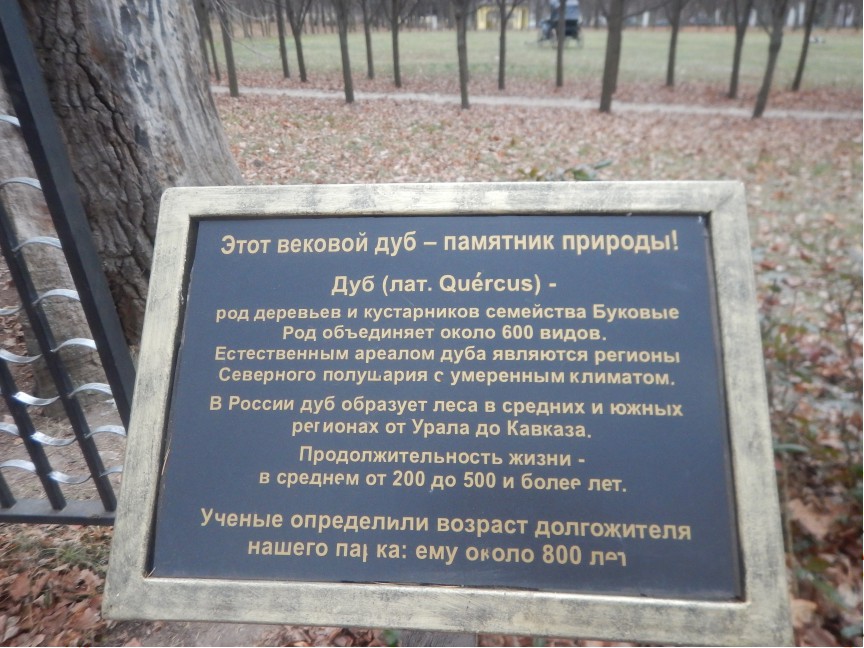 Этот вековой дуб – памятник природы!
Дуб (лат. Quércus) -
род деревьев и кустарников семейства Буковые
Род объединяет около 600 видов.
Естественным ареалом дуба являются регионы
Северного полушария с умеренным климатом.
В России дуб образует леса в средних и южных
регионах от Урала до Кавказа.
Продолжительность жизни -
в среднем от 200 до 500 и более лет.
Ученые определили возраст долгожителя
нашего парка: ему около 800 лет